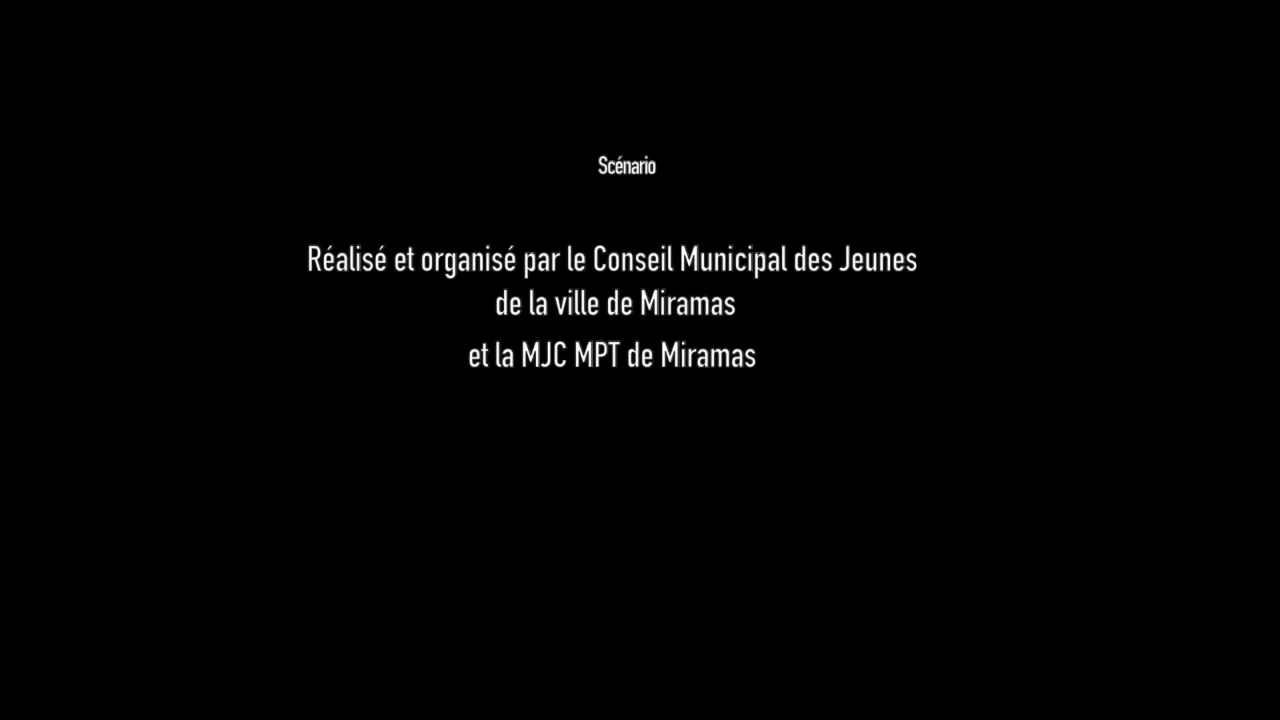 Scénario
Réalisé et organisé par le Conseil Municipal des Jeunes
de la ville de Miramas
et la MJC MPT de Miramas